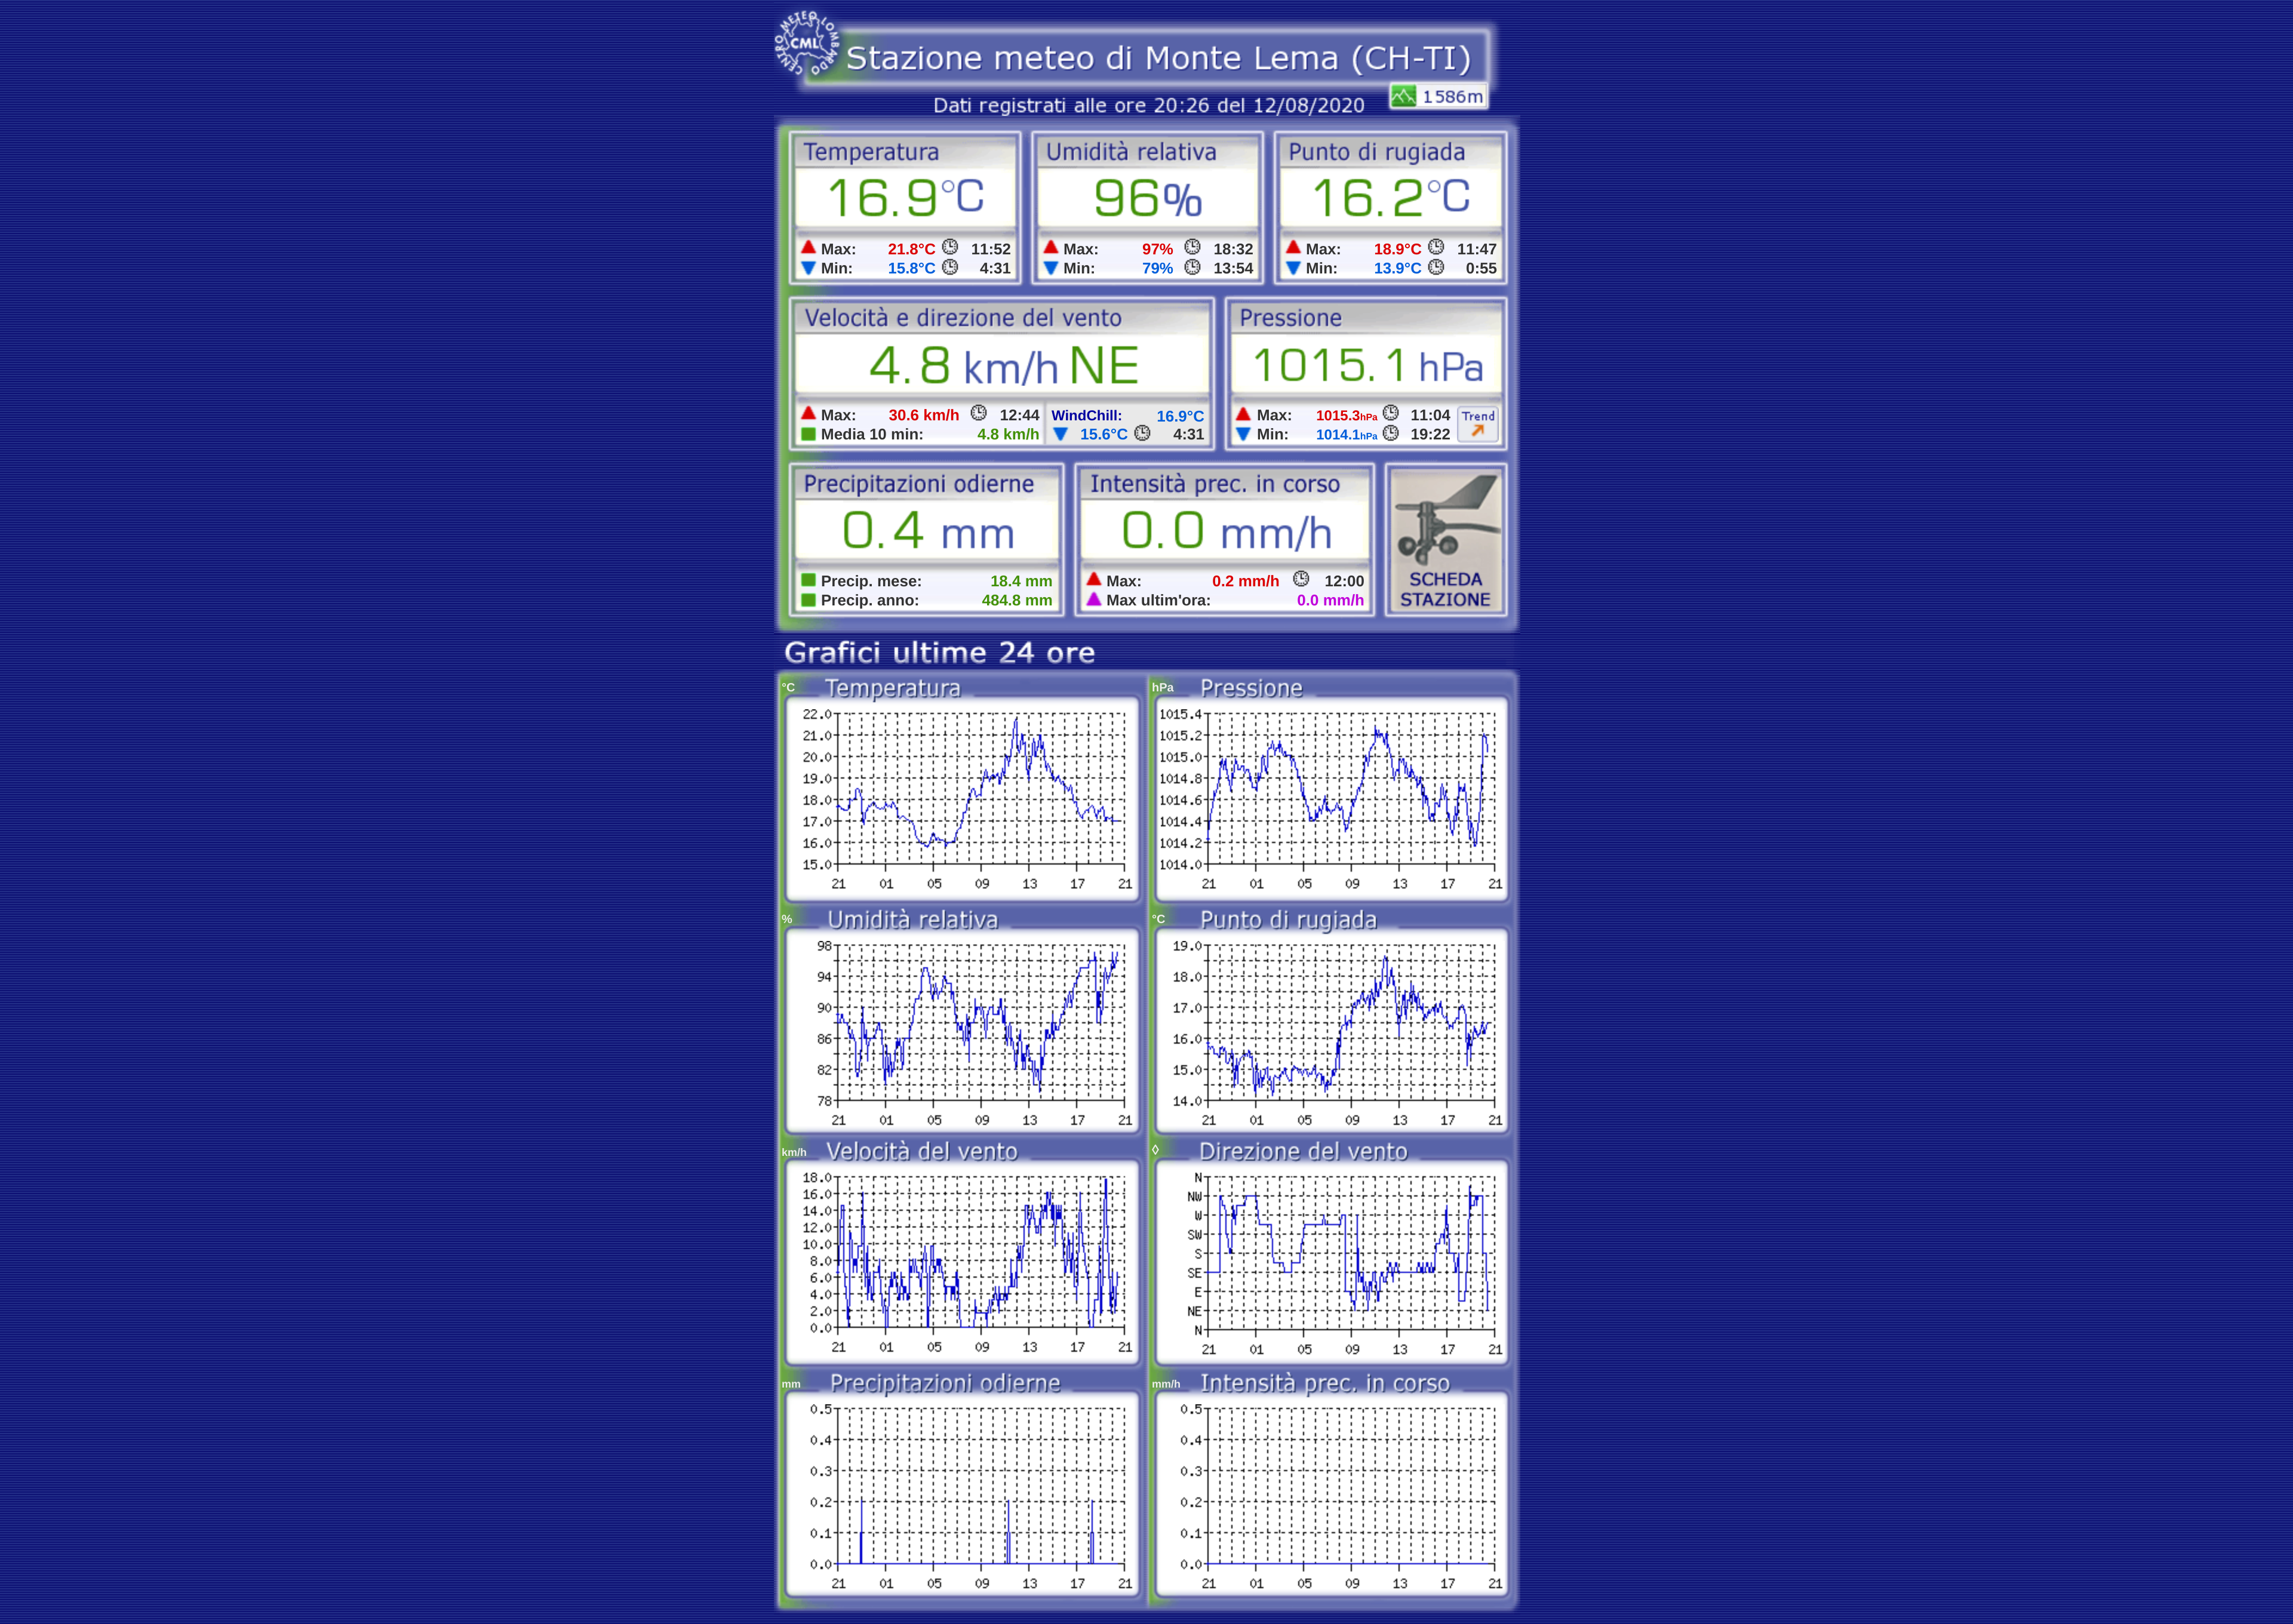 CENTRO METEO LOMBARDO
CML
Stazione meteo di Monte Lema (CH-TI)
1586m
Dati registrati alle ore 20:26 del 12/08/2020
Temperatura
16.9°C
Max: 21.8°C 11:52
Min: 15.8°C 4:31
Umidità relativa
96%
Max: 97% 18:32
Min: 79% 13:54
Punto di rugiada
16.2°C
Max: 18.9°C 11:47
Min: 13.9°C 0:55
Velocità e direzione del vento
4.8 km/h NE
Max: 30.6 km/h 12:44
Media 10 min: 4.8 km/h
WindChill: 16.9°C
15.6°C 4:31
Pressione
1015.1 hPa
Max: 1015.3hPa 11:04
Min: 1014.1hPa 19:22
Trend
Precipitazioni odierne
0.4 mm
Precip. mese: 18.4 mm
Precip. anno: 484.8 mm
Intensità prec. in corso
0.0 mm/h
Max: 0.2 mm/h 12:00
Max ultim'ora: 0.0 mm/h
SCHEDA
STAZIONE
Grafici ultime 24 ore
°C Temperatura
22.0
21.0
20.0
19.0
18.0
17.0
16.0
15.0
21 01 05 09 13 17 21
hPa Pressione
1015.4
1015.2
1015.0
1014.8
1014.6
1014.4
1014.2
1014.0
21 01 05 09 13 17 21
% Umidità relativa
98
94
90
86
82
78
21 01 05 09 13 17 21
°C Punto di rugiada
19.0
18.0
17.0
16.0
15.0
14.0
21 01 05 09 13 17 21
km/h Velocità del vento
18.0
16.0
14.0
12.0
10.0
8.0
6.0
4.0
2.0
0.0
21 01 05 09 13 17 21
◊ Direzione del vento
N
NW
W
SW
S
SE
E
NE
N
21 01 05 09 13 17 21
mm Precipitazioni odierne
0.5
0.4
0.3
0.2
0.1
0.0
21 01 05 09 13 17 21
mm/h Intensità prec. in corso
0.5
0.4
0.3
0.2
0.1
0.0
21 01 05 09 13 17 21